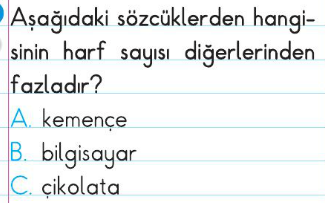 Aşağıdaki sözcüklerden hangi-
sinin harf sayısı diğerlerinden
fazladır?
A. kemençe
B. bilgisayar
C. çikolata